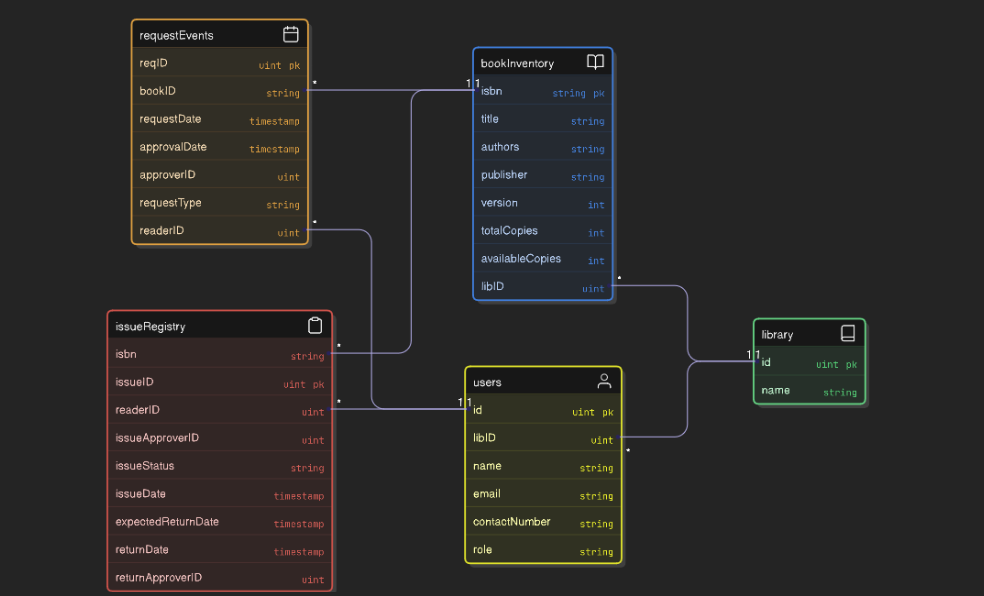 requestEvents
reqID uint pk
bookID string
requestDate timestamp
approvalDate timestamp
approverID uint
requestType string
readerID uint
*
*
bookInventory
1 1
isbn string pk
title string
authors string
publisher string
version int
totalCopies int
availableCopies int
libID uint
*
issueRegistry
isbn string
issueID uint pk
readerID uint
issueApproverID uint
issueStatus string
issueDate timestamp
expectedReturnDate timestamp
returnDate timestamp
returnApproverID uint
*
*
users
1 1
id uint pk
libID uint
name string
email string
contactNumber string
role string
*
library
1 1
id uint pk
name string